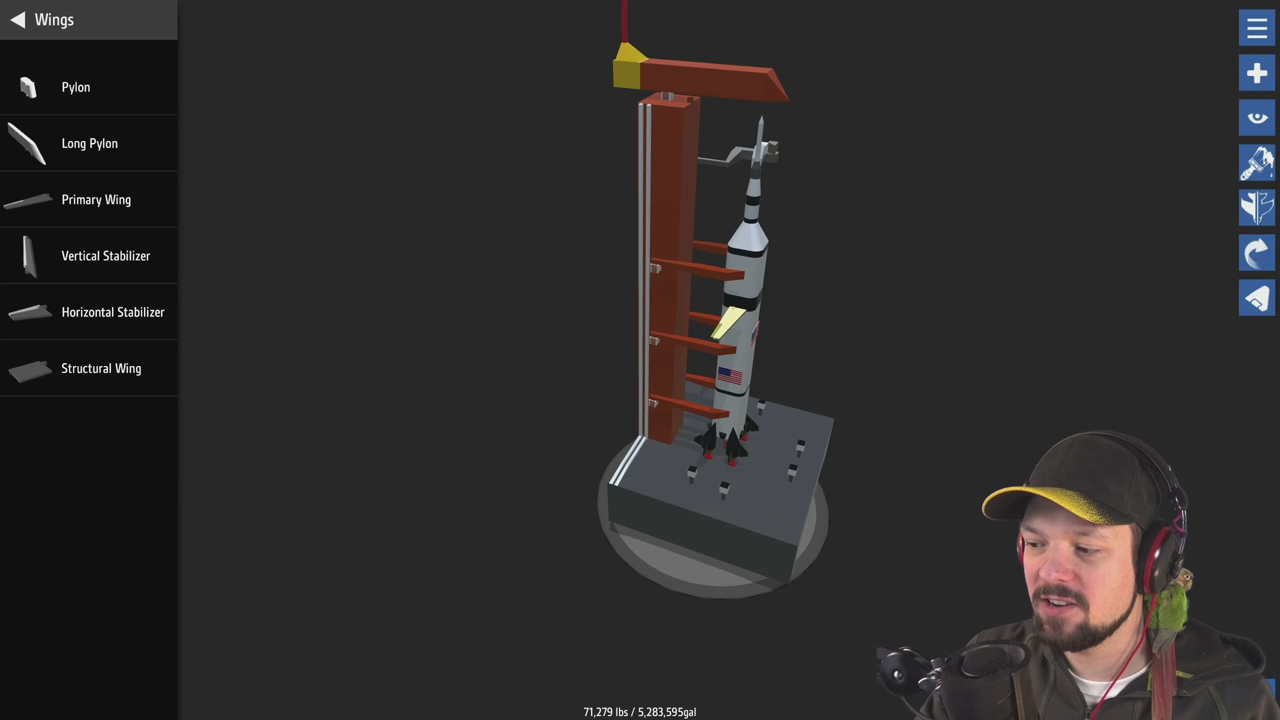 Wings
Pylon
Long Pylon
Primary Wing
Vertical Stabilizer
Horizontal Stabilizer
Structural Wing
71,279 lbs / 5,283,595gal